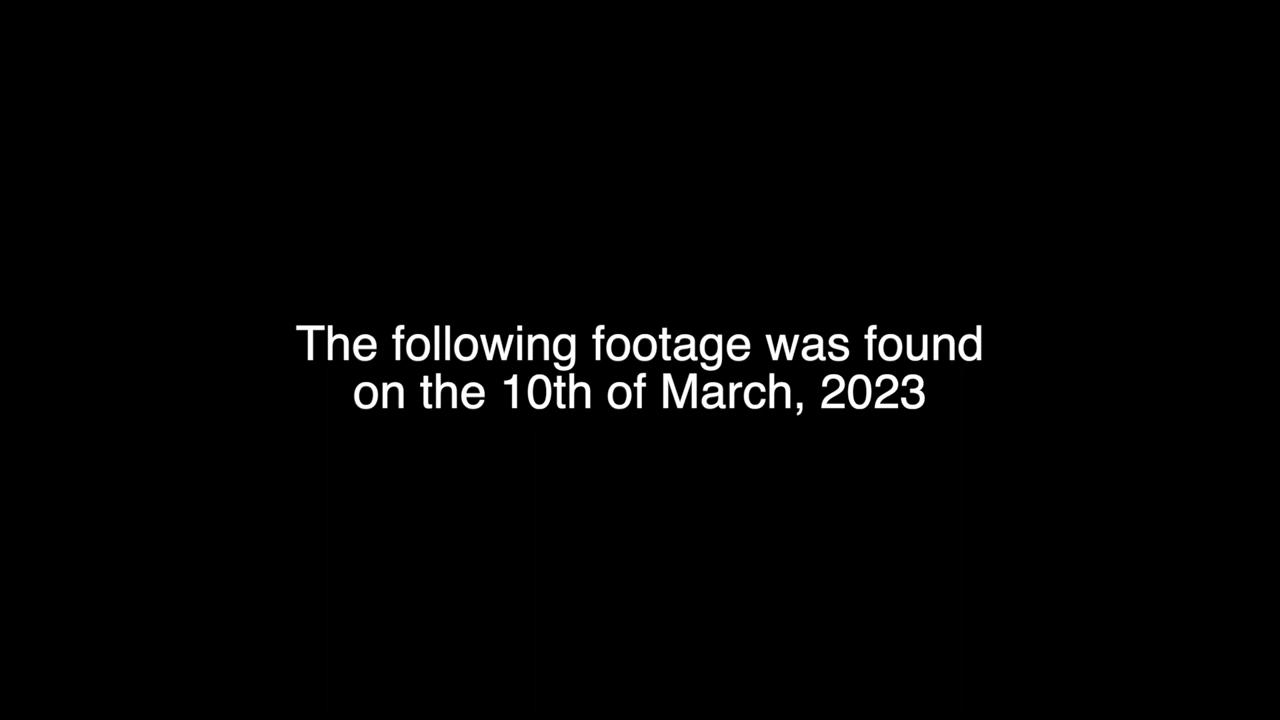 The following footage was found
on the 10th of March, 2023